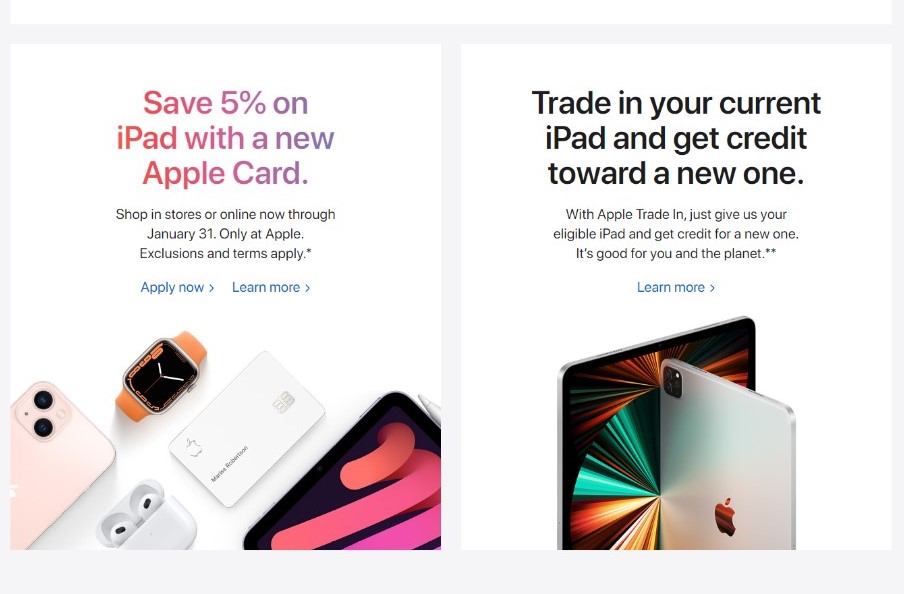 Save 5% on
iPad with a new
Apple Card.
Shop in stores or online now through
January 31. Only at Apple.
Exclusions and terms apply.*
Apply now >
Learn more >
Marisa Robertson
Trade in your current
iPad and get credit
toward a new one.
With Apple Trade In, just give us your
eligible iPad and get credit for a new one.
It’s good for you and the planet.**
Learn more >